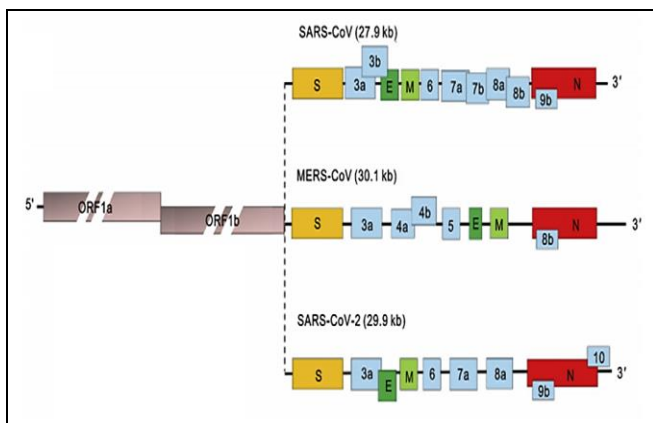 SARS-CoV (27.9 kb)
3b
S 3a E M 6 7a 7b 8a 8b 9b N 3′
MERS-CoV (30.1 kb)
5' ORF1a ORF1b
S 3a 4a 4b 5 E M 8b N 3′
SARS-CoV-2 (29.9 kb)
10
S 3a E M 6 7a 8a 9b N 3′